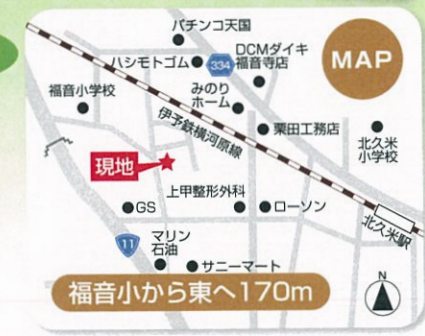 パチンコ天国
MAP
ハシモトゴム
334
DCMダイキ
福音寺店
福音小学校
みのり
ホーム
伊予鉄横河原線
栗田工務店
北久米
小学校
現地
上甲整形外科
GS
ローソン
北久米駅
11
マリン
石油
サニーマート
福音小から東へ170m
N